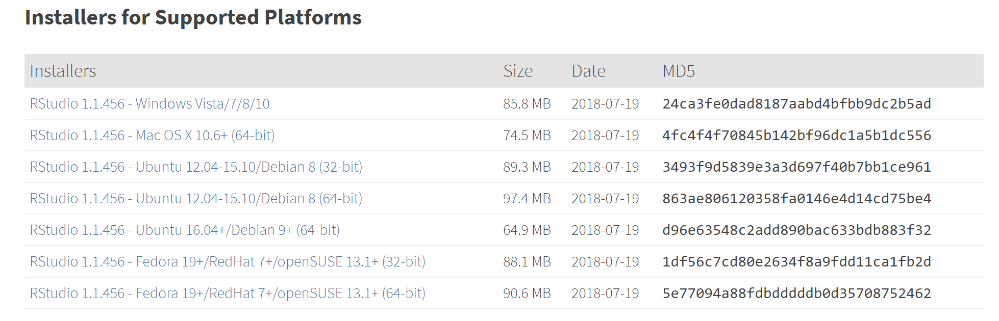 Installers for Supported Platforms
Installers Size Date MD5
RStudio 1.1.456 - Windows Vista/7/8/10 85.8 MB 2018-07-19 24ca3fe0dad8187aabd4bfbb9dc2b5ad
RStudio 1.1.456 - Mac OS X 10.6+ (64-bit) 74.5 MB 2018-07-19 4fc4f4f70845b142bf96dc1a5b1dc556
RStudio 1.1.456 - Ubuntu 12.04-15.10/Debian 8 (32-bit) 89.3 MB 2018-07-19 3493f9d5839e3a3d697f40b7bb1ce961
RStudio 1.1.456 - Ubuntu 12.04-15.10/Debian 8 (64-bit) 97.4 MB 2018-07-19 863ae806120358fa0146e4d14cd75be4
RStudio 1.1.456 - Ubuntu 16.04+/Debian 9+ (64-bit) 64.9 MB 2018-07-19 d96e63548c2add890bac633bdb883f32
RStudio 1.1.456 - Fedora 19+/RedHat 7+/openSUSE 13.1+ (32-bit) 88.1 MB 2018-07-19 1df56c7cd80e2634f8a9fdd11ca1fb2d
RStudio 1.1.456 - Fedora 19+/RedHat 7+/openSUSE 13.1+ (64-bit) 90.6 MB 2018-07-19 5e77094a88fdbddddddb0d35708752462